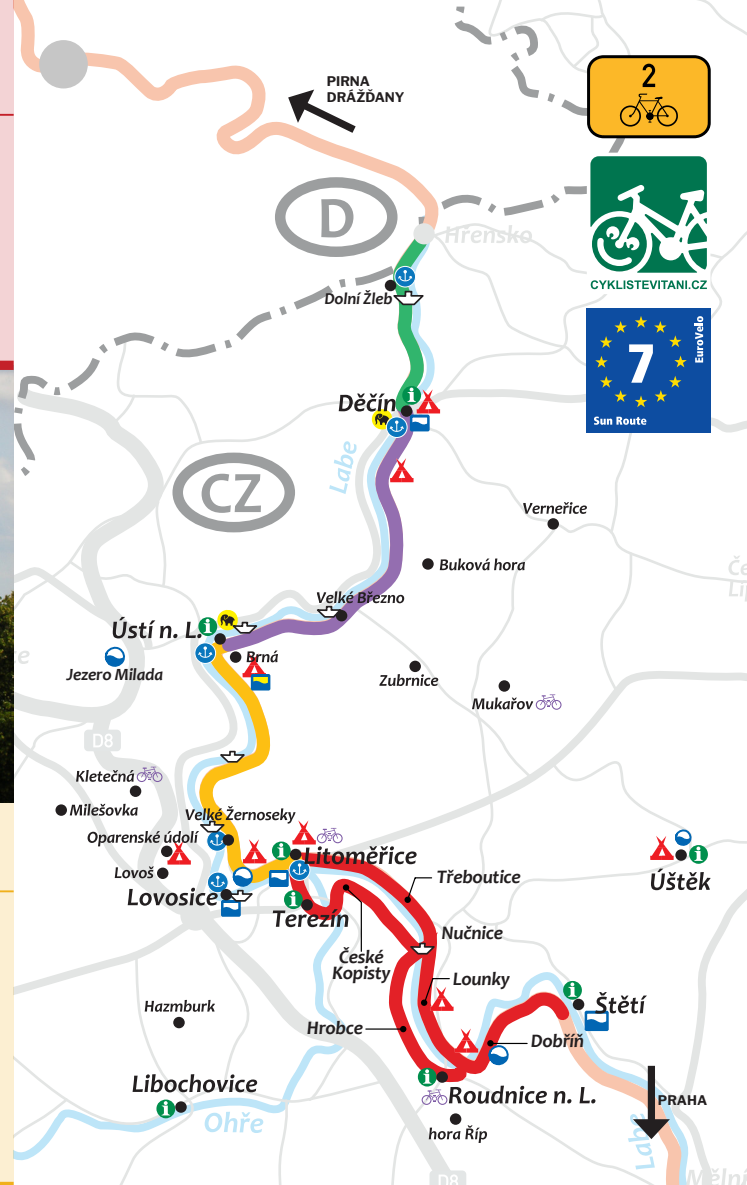 PIRNA
DRÁŽĎANY
2
D
Hřensko
CYKLISTEVITANI.CZ
Dolní Žleb
7
EuroVelo
Sun Route
Děčín
Labe
CZ
Verneřice
Buková hora
Velké Březno
Ústí n. L.
Brná
Jezero Milada
Zubrnice
Mukařov
D8
Kletečná
Milešovka
Velké Žernoseky
Oparenské údolí
Litoměřice
Lovoš
Třeboutice
Úštěk
Lovosice
Terezín
Nučnice
České
Kopisty
Lounky
Hazmburk
Štětí
Hrobce
Dobříň
Libochovice
Roudnice n. L.
PRAHA
Ohře
hora Říp
Labe
D8